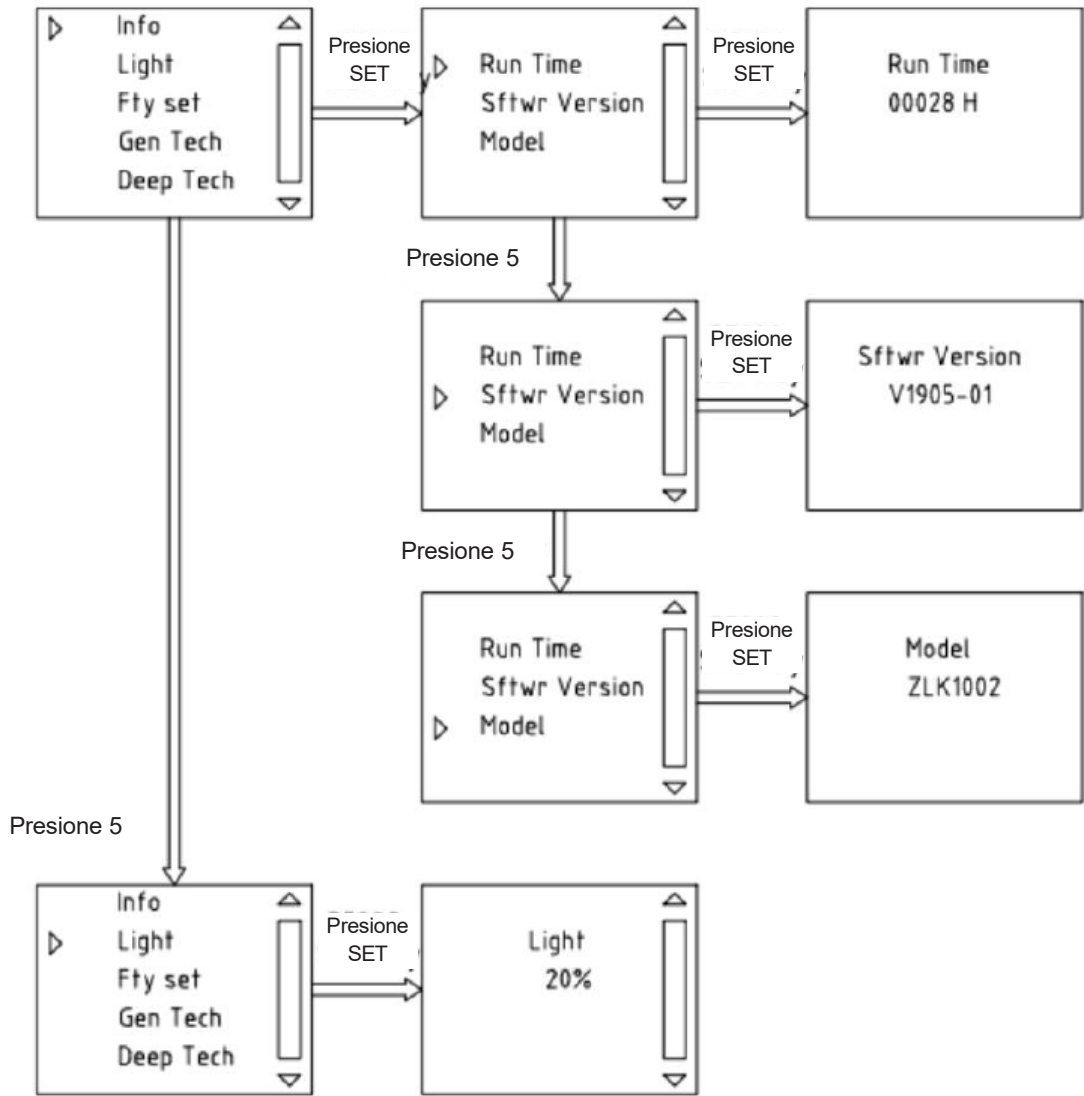 Info
Light
Fty set
Gen Tech
Deep Tech
Presione
SET
Run Time
Sftwr Version
Model
Presione
SET
Run Time
00028 H
Presione 5
Run Time
Sftwr Version
Model
Presione
SET
Sftwr Version
V1905-01
Presione 5
Run Time
Sftwr Version
Model
Presione
SET
Model
ZLK1002
Presione 5
Info
Light
Fty set
Gen Tech
Deep Tech
Presione
SET
Light
20%